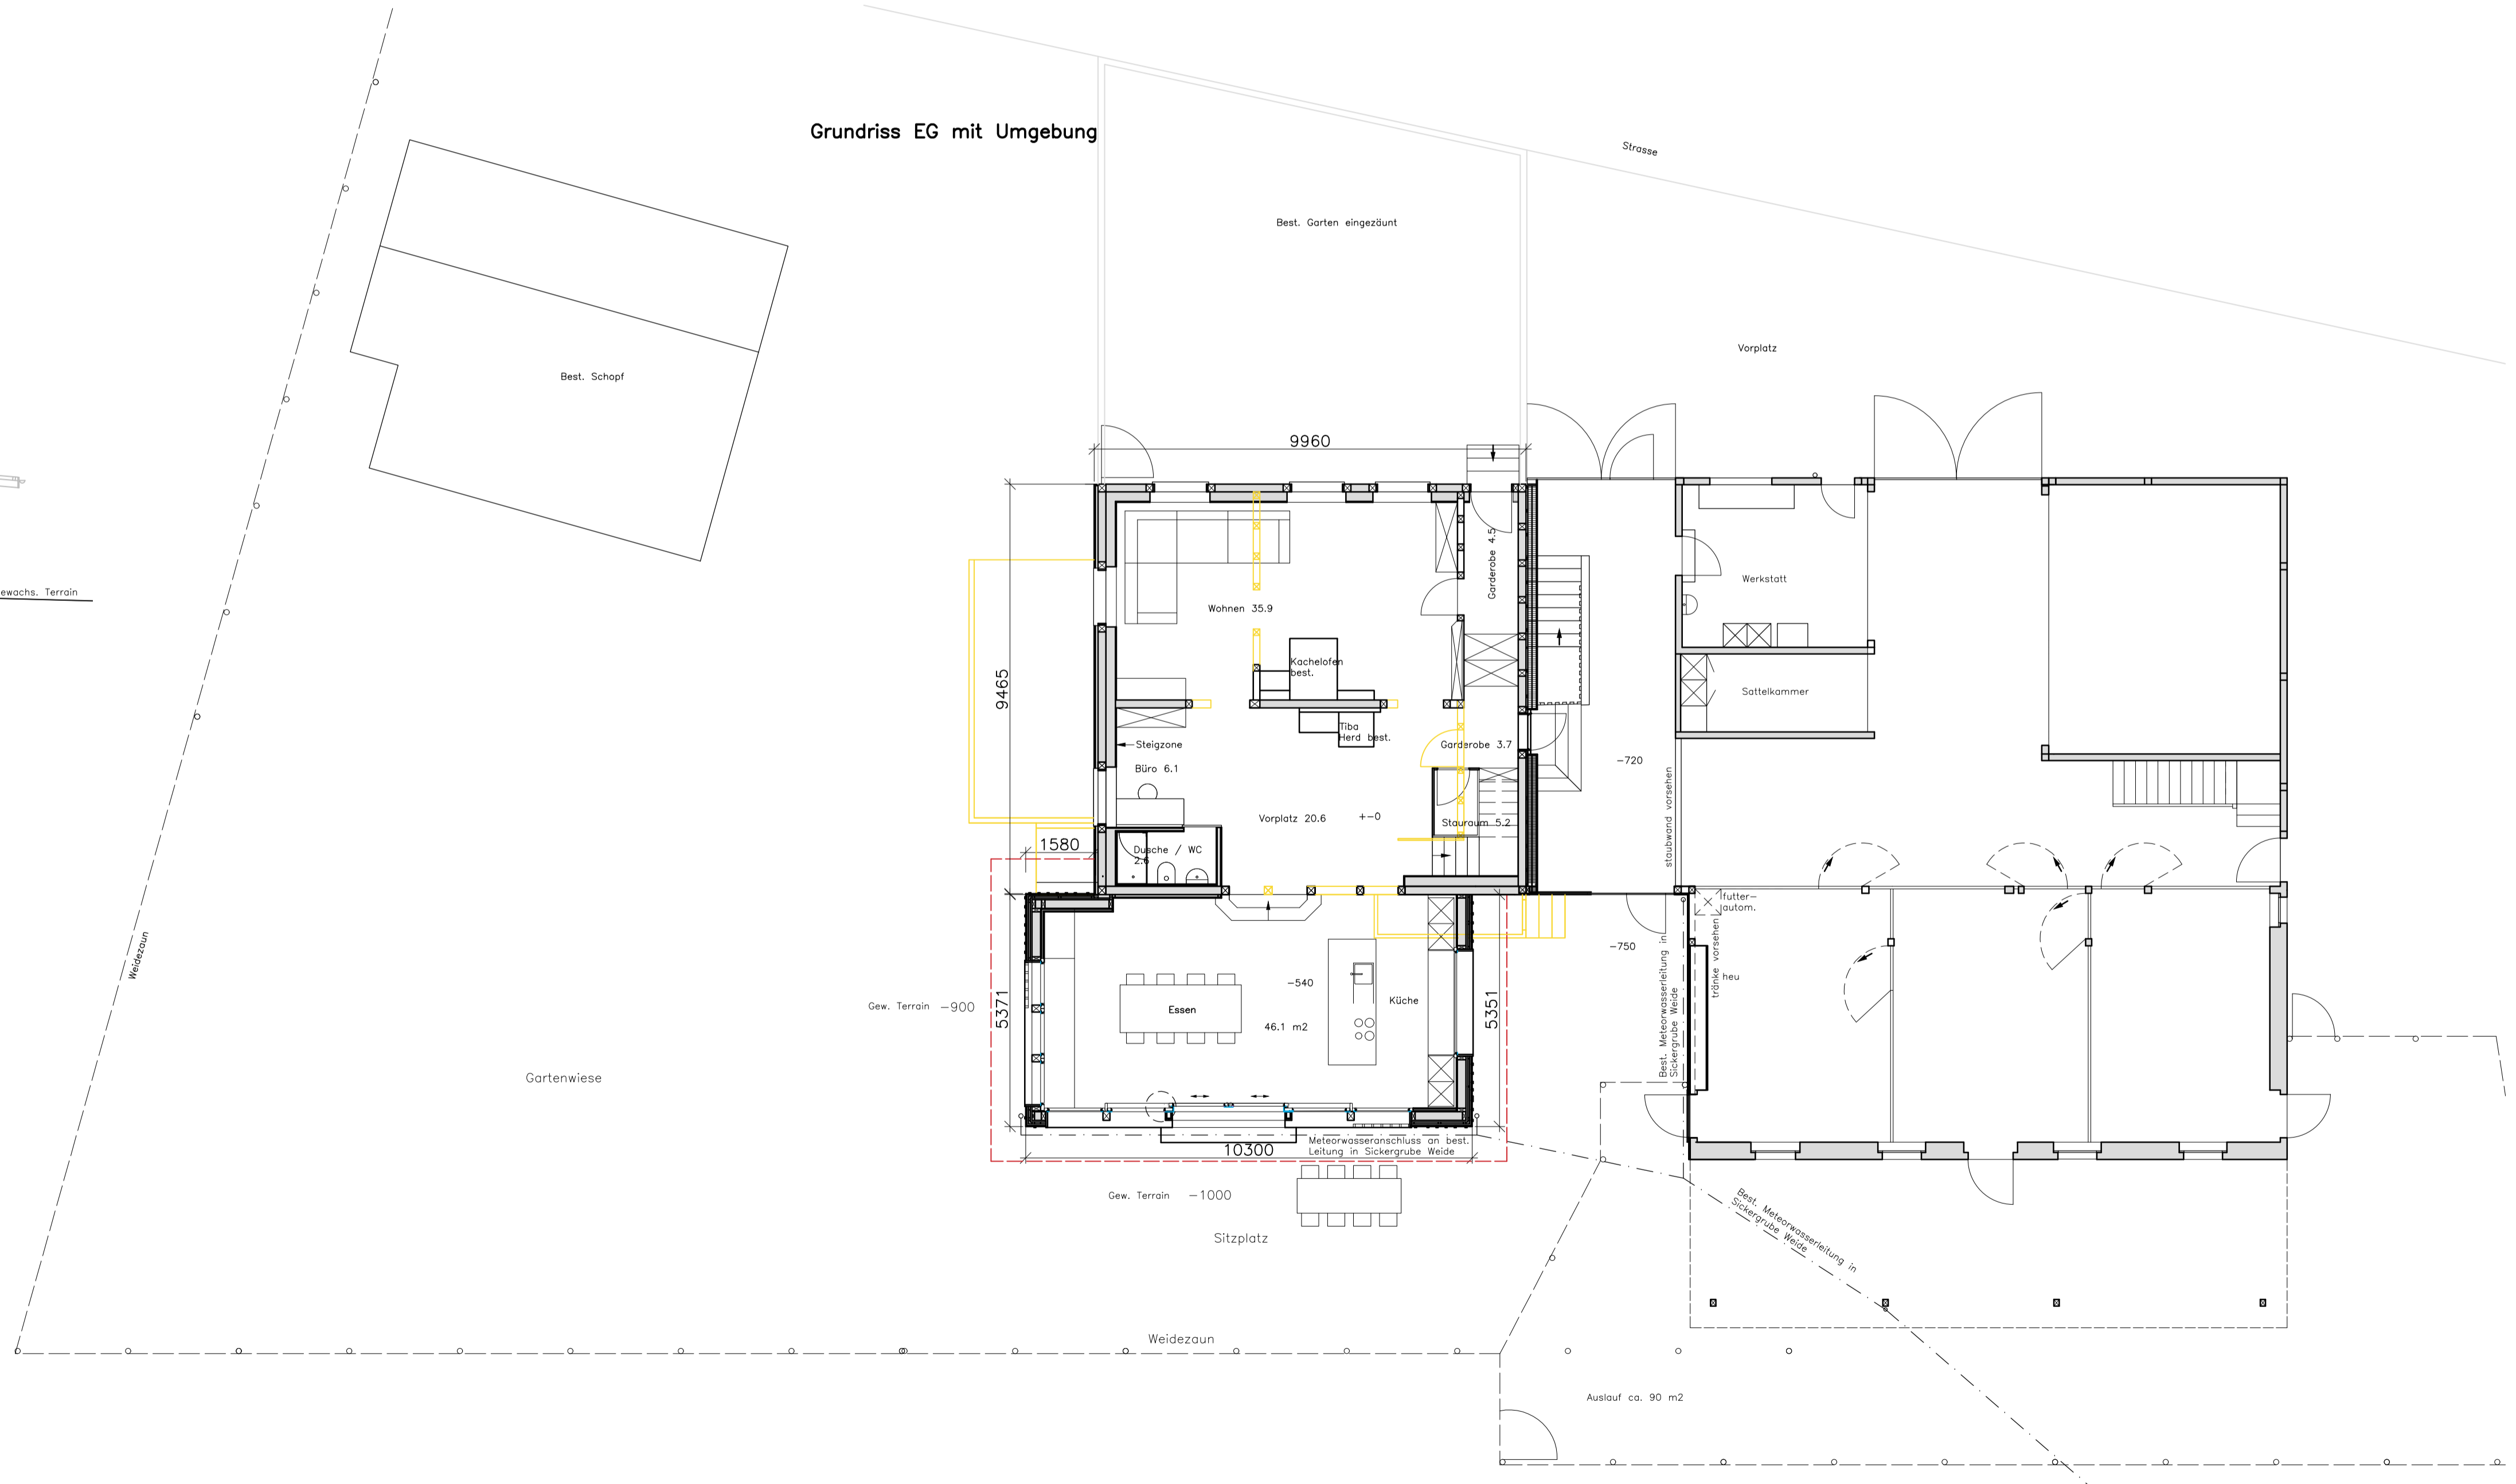 Grundriss EG mit Umgebung
Strasse
Best. Garten eingezäunt
Vorplatz
Best. Schopf
9960
ewachs. Terrain
Garderobe 4.5
Wohnen 35.9
Werkstatt
Kachelofen
best.
9465
Sattelkammer
Tiba
Herd best.
Steigzone
Garderobe 3.7
-720
Büro 6.1
staubwand vorsehen
Vorplatz 20.6
+-0
Stauraum 5.2
1580
Dusche / WC
2.6
futter-
autom.
Weidezaun
-750
Best. Meteorwasserleitung in
Sickergrube Weide
tränke vorsehen
heu
-540
Gew. Terrain -900
5371
Essen
Küche
5351
46.1 m2
Gartenwiese
Meteorwasseranschluss an best.
Leitung in Sickergrube Weide
10300
Gew. Terrain -1000
Best. Meteorwasserleitung in
Sickergrube Weide
Sitzplatz
Weidezaun
Auslauf ca. 90 m2